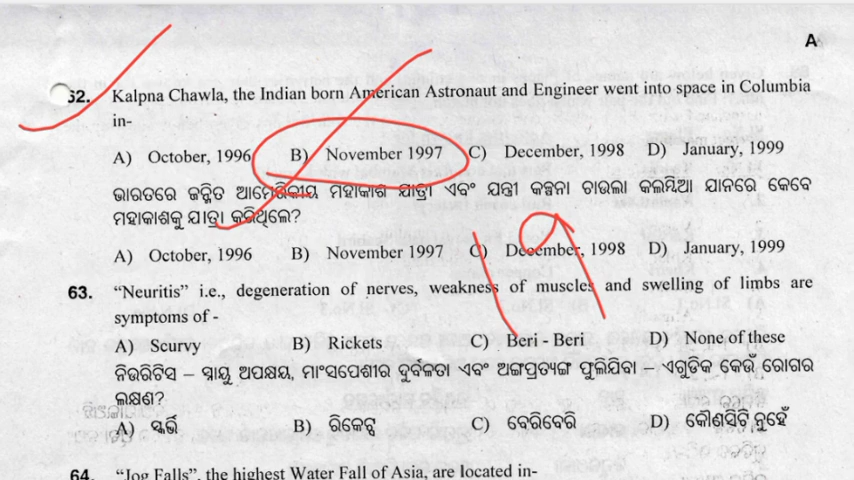 A
62. Kalpna Chawla, the Indian born American Astronaut and Engineer went into space in Columbia
in-
A) October, 1996 B) November 1997 C) December, 1998 D) January, 1999
ଭାରତରେ ଜନ୍ମିତ ଆମେରିକୀୟ ମହାକାଶ ଯାତ୍ରୀ ଏବଂ ଯନ୍ତ୍ରୀ କଳ୍ପନା ଚାଉଲା କଲମ୍ବିଆ ଯାନରେ କେବେ
ମହାକାଶକୁ ଯାତ୍ରା କରିଥିଲେ?
A) October, 1996 B) November 1997 C) December, 1998 D) January, 1999
19
63. “Neuritis” i.e., degeneration of nerves, weakness of muscles and swelling of limbs are
symptoms of -
A) Scurvy B) Rickets C) Beri - Beri D) None of these
ନିଉରିଟିସ – ସ୍ନାୟୁ ଅପକ୍ଷୟ, ମାଂସପେଶୀର ଦୁର୍ବଳତା ଏବଂ ଅଙ୍ଗପ୍ରତ୍ୟଙ୍ଗ ଫୁଲିଯିବା – ଏଗୁଡିକ କେଉଁ ରୋଗର
ଲକ୍ଷଣ?
A) ସ୍କର୍ଭି B) ରିକେଟ୍ସ C) ବେରିବେରି D) କୌଣସିଟି ନୁହେଁ
64. “Jog Falls”, the highest Water Fall of Asia, are located in-